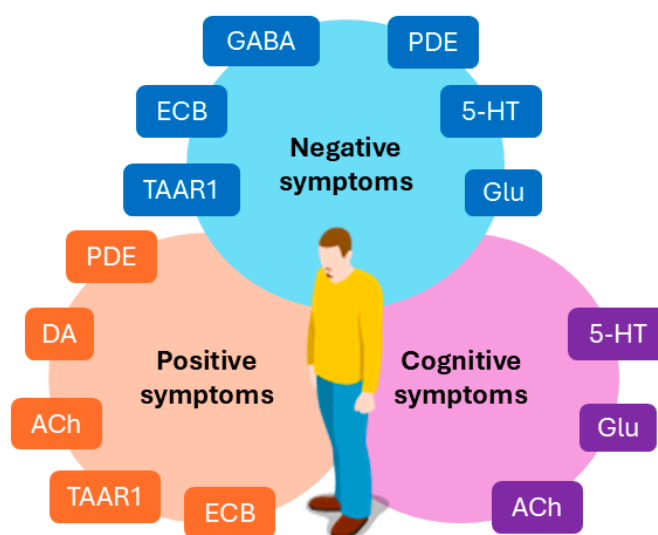 GABA
PDE
ECB
5-HT
Negative
symptoms
TAAR1
Glu
PDE
DA
5-HT
Positive
symptoms
Cognitive
symptoms
ACh
Glu
TAAR1
ECB
ACh